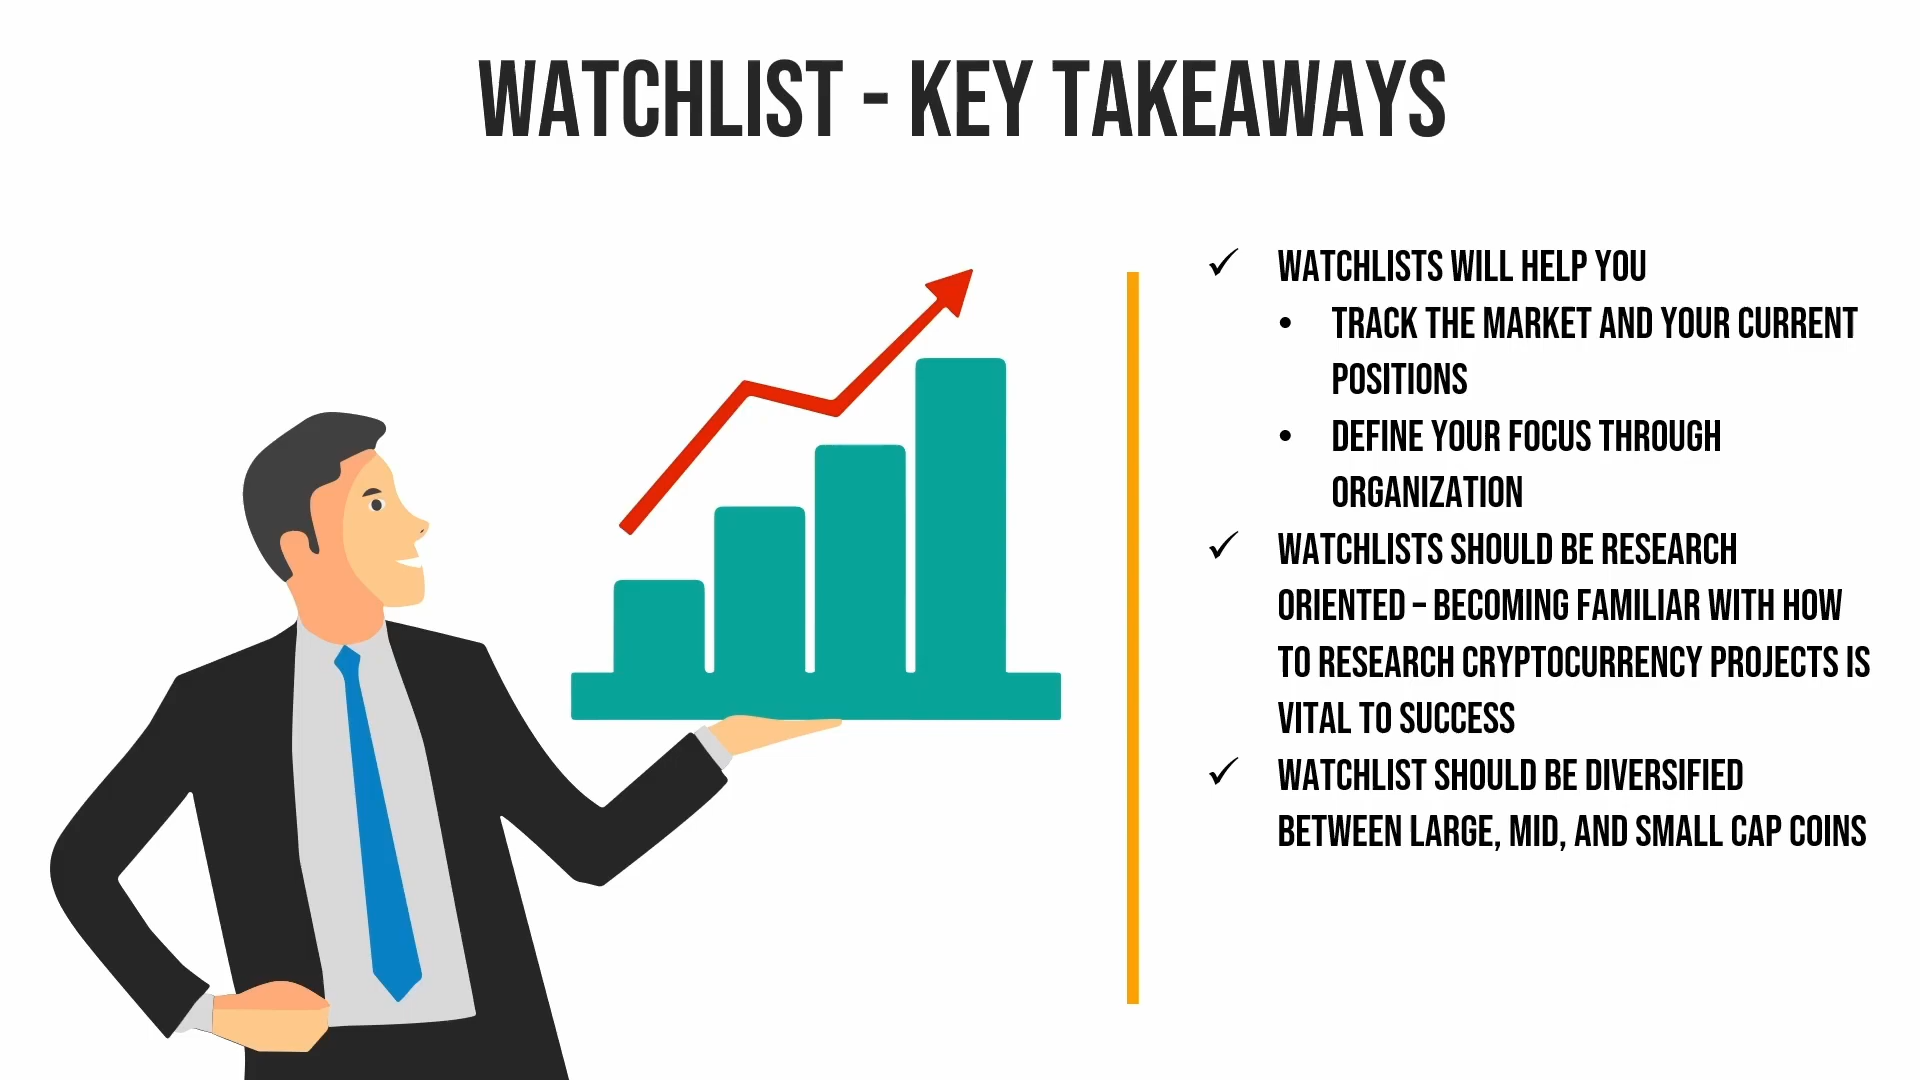 WATCHLIST - KEY TAKEAWAYS
✓ WATCHLISTS WILL HELP YOU
• TRACK THE MARKET AND YOUR CURRENT
POSITIONS
• DEFINE YOUR FOCUS THROUGH
ORGANIZATION
✓ WATCHLISTS SHOULD BE RESEARCH
ORIENTED – BECOMING FAMILIAR WITH HOW
TO RESEARCH CRYPTOCURRENCY PROJECTS IS
VITAL TO SUCCESS
✓ WATCHLIST SHOULD BE DIVERSIFIED
BETWEEN LARGE, MID, AND SMALL CAP COINS